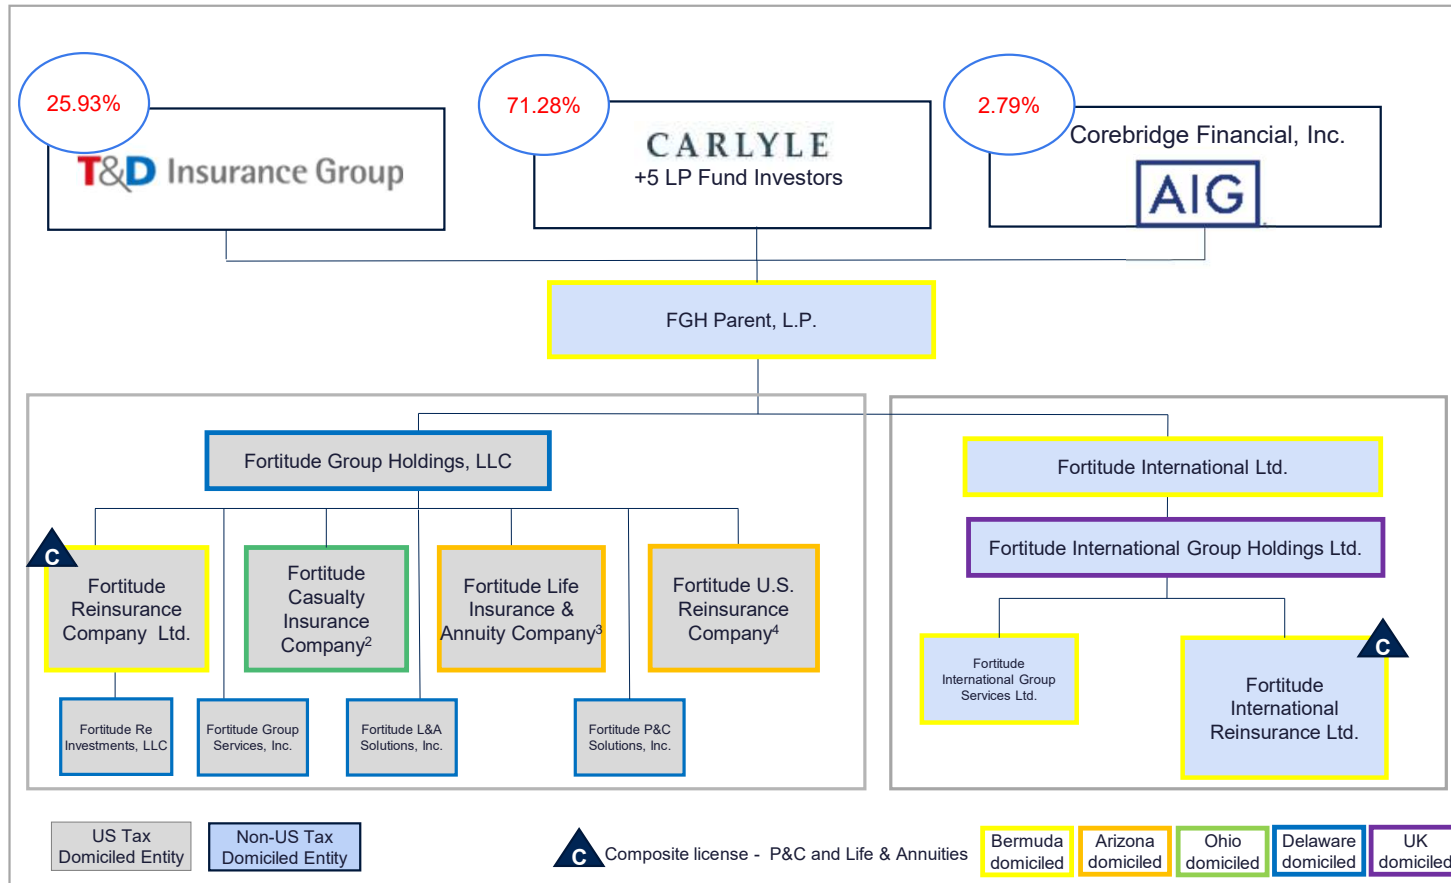 25.93%
71.28%
2.79%
T&D Insurance Group
CARLYLE
+5 LP Fund Investors
Corebridge Financial, Inc.
AIG
FGH Parent, L.P.
Fortitude Group Holdings, LLC
Fortitude International Ltd.
Fortitude International Group Holdings Ltd.
C
Fortitude
Reinsurance
Company Ltd.
Fortitude
Casualty
Insurance
Company2
Fortitude Life
Insurance &
Annuity Company3
Fortitude U.S.
Reinsurance
Company4
Fortitude Re
Investments, LLC
Fortitude Group
Services, Inc.
Fortitude L&A
Solutions, Inc.
Fortitude P&C
Solutions, Inc.
Fortitude
International Group
Services Ltd.
C
Fortitude
International
Reinsurance Ltd.
US Tax
Domiciled Entity
Non-US Tax
Domiciled Entity
C
Composite license - P&C and Life & Annuities
Bermuda
domiciled
Arizona
domiciled
Ohio
domiciled
Delaware
domiciled
UK
domiciled